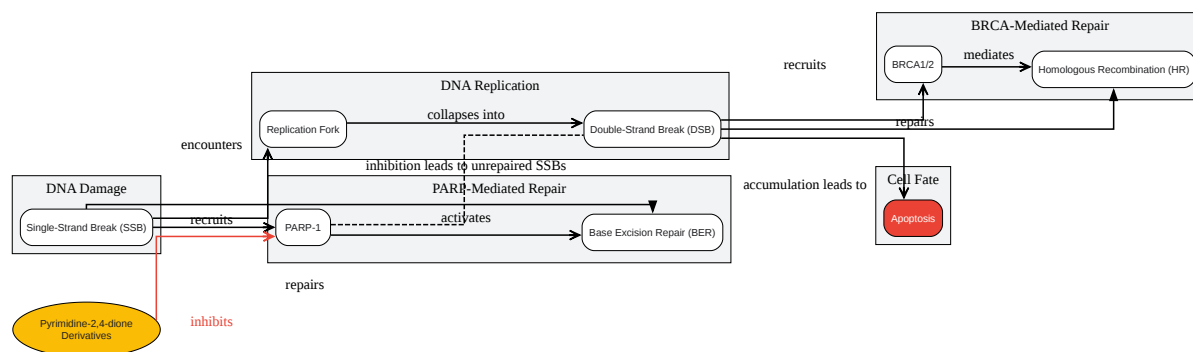 BRCA-Mediated Repair
BRCA1/2
mediates
Homologous Recombination (HR)
recruits
DNA Replication
Replication Fork
collapses into
Double-Strand Break (DSB)
repairs
encounters
inhibition leads to unrepaired SSBs
accumulation leads to
Cell Fate
Apoptosis
DNA Damage
Single-Strand Break (SSB)
recruits
PARP-Mediated Repair
PARP-1
activates
Base Excision Repair (BER)
repairs
Pyrimidine-2,4-dione
Derivatives
inhibits